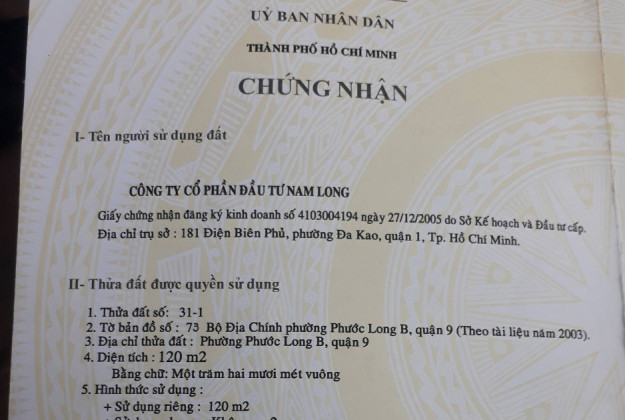 UỶ BAN NHÂN DÂN
THÀNH PHỐ HỒ CHÍ MINH
CHỨNG NHẬN
I- Tên người sử dụng đất
CÔNG TY CỔ PHẦN ĐẦU TƯ NAM LONG
Giấy chứng nhận đăng ký kinh doanh số 4103004194 ngày 27/12/2005 do Sở Kế hoạch và Đầu tư cấp.
Địa chỉ trụ sở : 181 Điện Biên Phủ, phường Đa Kao, quận 1, Tp. Hồ Chí Minh.
II- Thửa đất được quyền sử dụng
1. Thửa đất số: 31-1
2. Tờ bản đồ số : 73 Bộ Địa Chính phường Phước Long B, quận 9 (Theo tài liệu năm 2003).
3. Địa chỉ thửa đất : Phường Phước Long B, quận 9
4. Diện tích : 120 m2
Bằng chữ: Một trăm hai mươi mét vuông
5. Hình thức sử dụng :
+ Sử dụng riêng : 120 m2